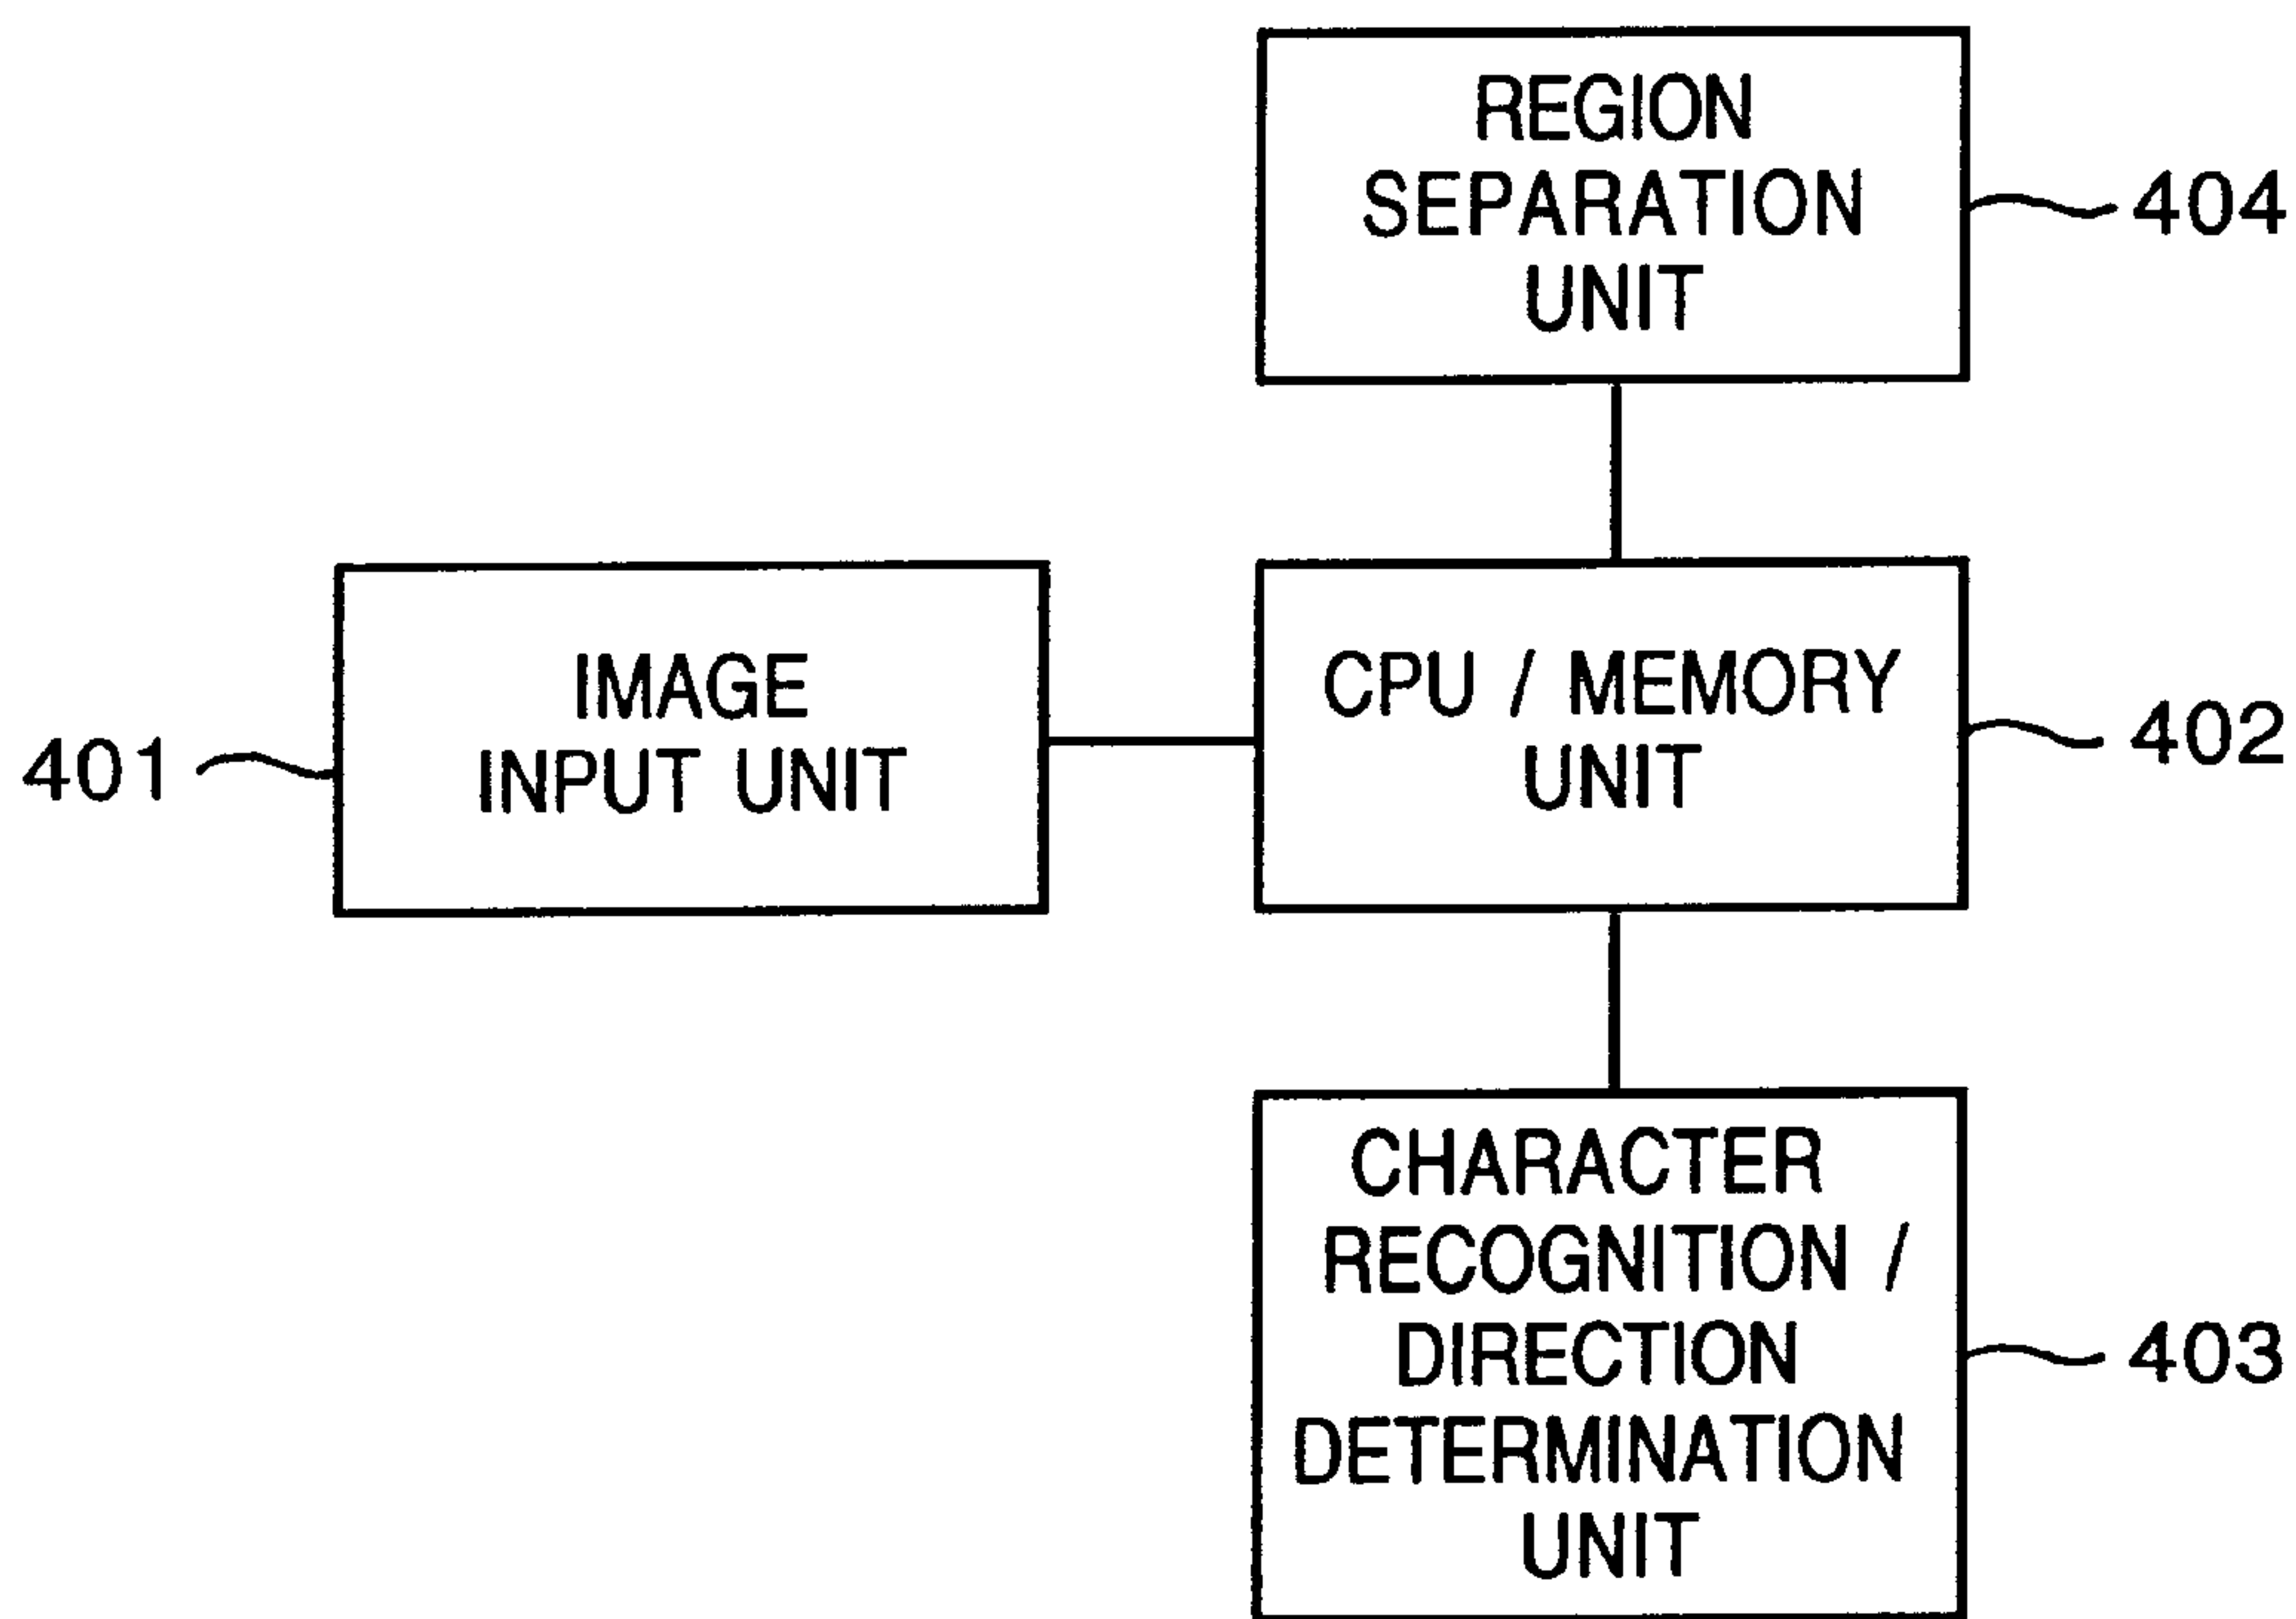 REGION
SEPARATION
UNIT
404
IMAGE
INPUT UNIT
401
CPU / MEMORY
UNIT
402
CHARACTER
RECOGNITION /
DIRECTION
DETERMINATION
UNIT
403